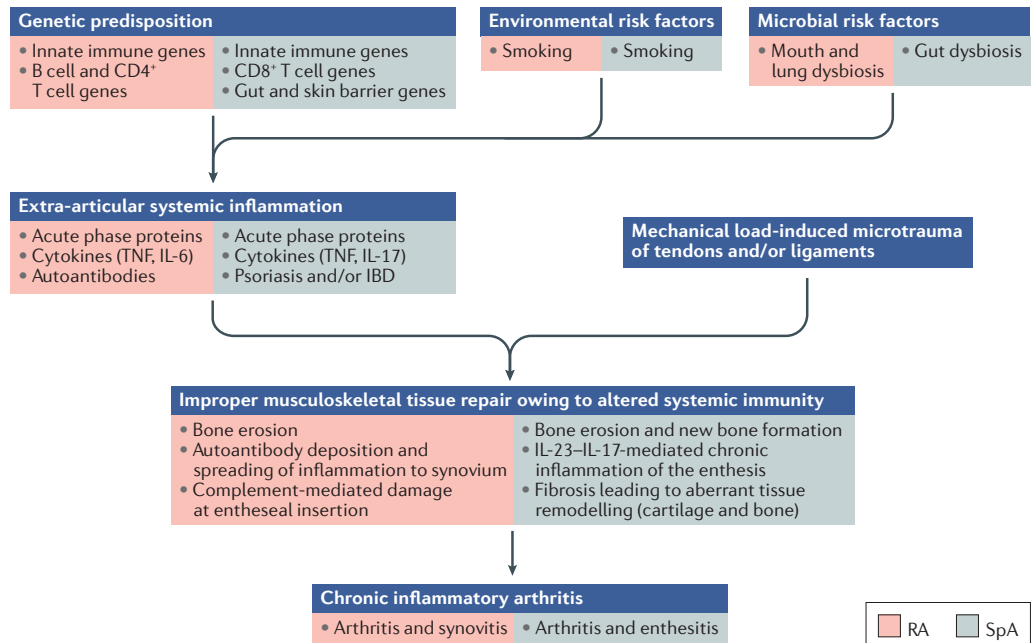 Genetic predisposition
• Innate immune genes
• B cell and CD4⁺
T cell genes
• Innate immune genes
• CD8⁺ T cell genes
• Gut and skin barrier genes
Environmental risk factors
• Smoking
• Smoking
Microbial risk factors
• Mouth and
lung dysbiosis
• Gut dysbiosis
Extra-articular systemic inflammation
• Acute phase proteins
• Cytokines (TNF, IL-6)
• Autoantibodies
• Acute phase proteins
• Cytokines (TNF, IL-17)
• Psoriasis and/or IBD
Mechanical load-induced microtrauma
of tendons and/or ligaments
Improper musculoskeletal tissue repair owing to altered systemic immunity
• Bone erosion
• Autoantibody deposition and
spreading of inflammation to synovium
• Complement-mediated damage
at entheseal insertion
• Bone erosion and new bone formation
• IL-23–IL-17-mediated chronic
inflammation of the enthesis
• Fibrosis leading to aberrant tissue
remodelling (cartilage and bone)
Chronic inflammatory arthritis
• Arthritis and synovitis
• Arthritis and enthesitis
RA
SpA